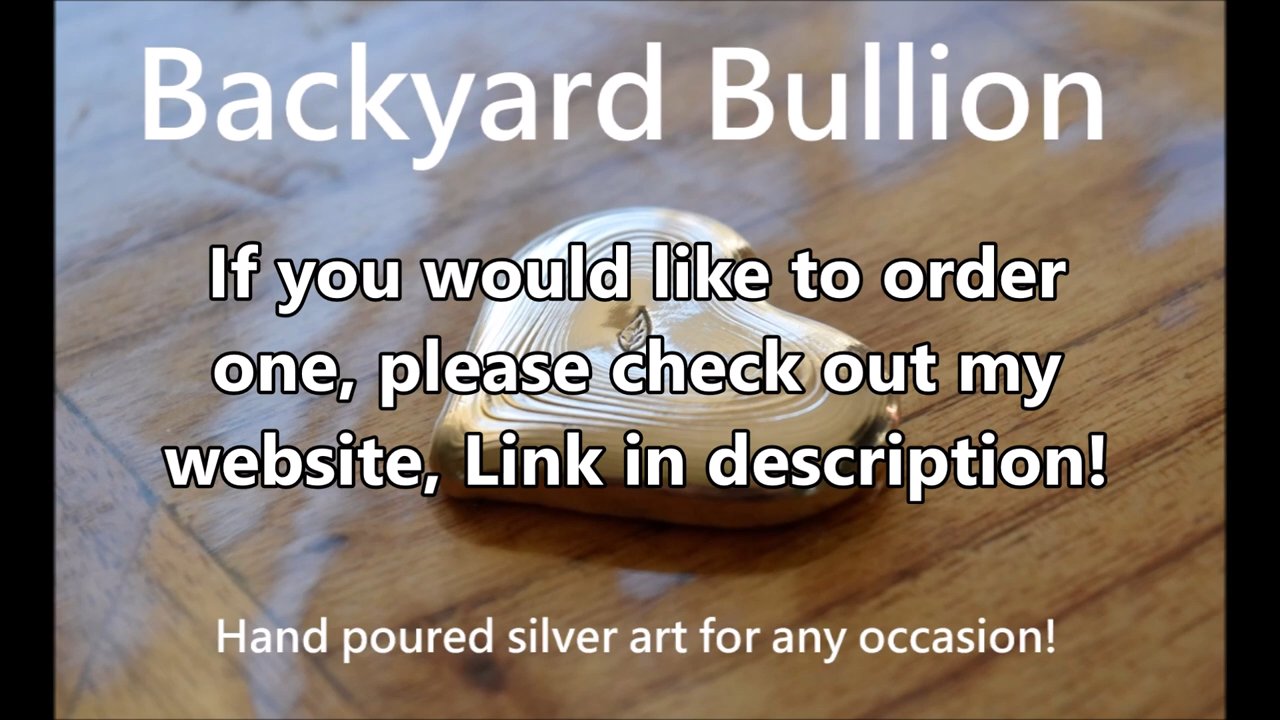 Backyard Bullion
If you would like to order
one, please check out my
website, Link in description!
Hand poured silver art for any occasion!